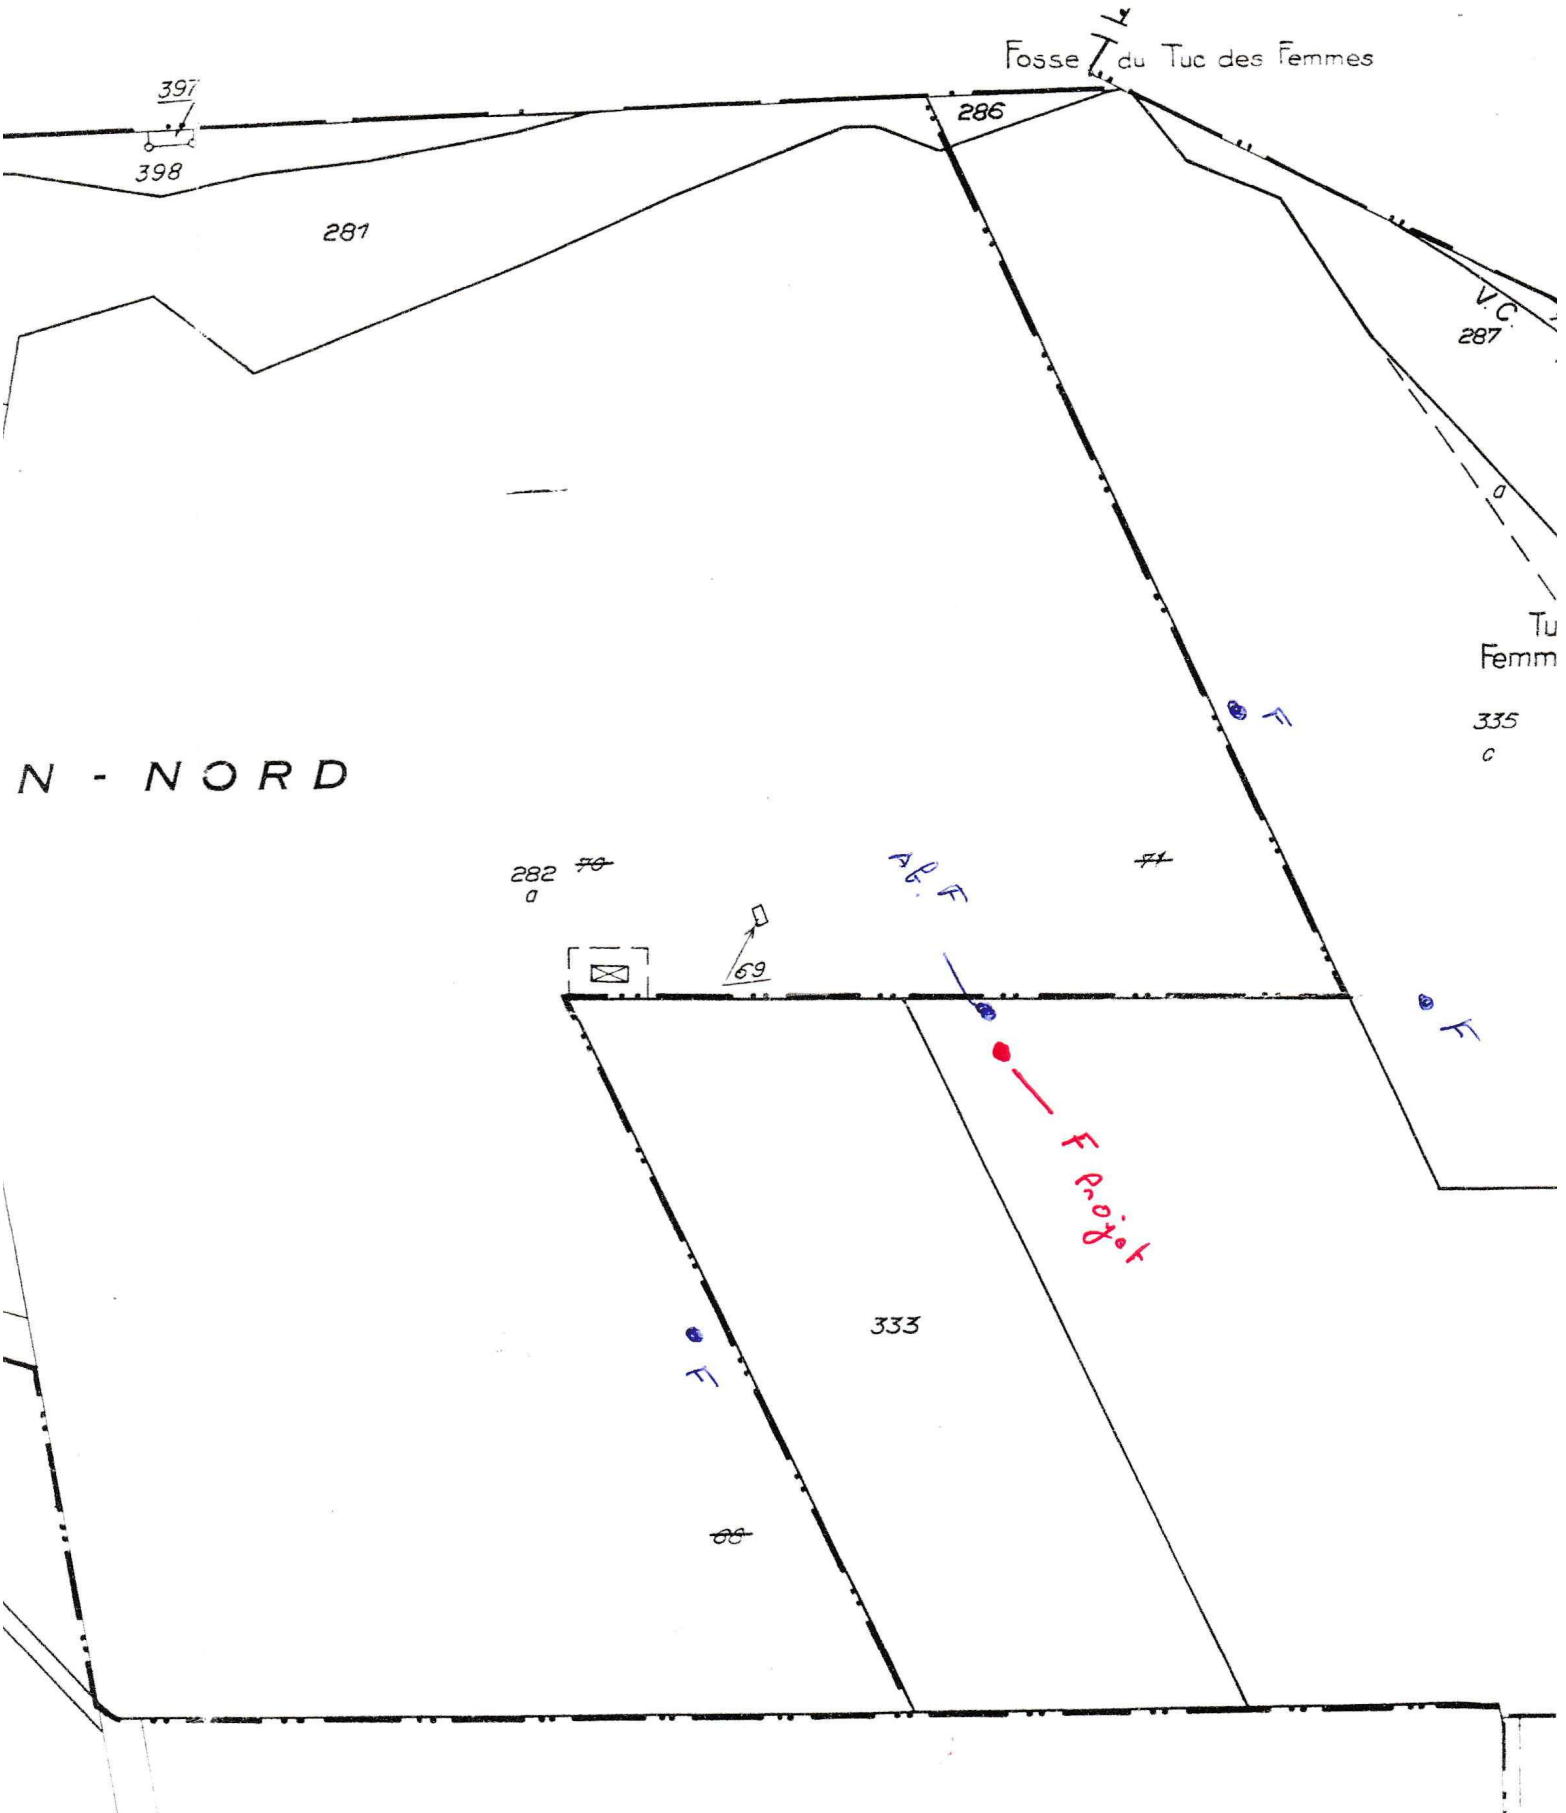 Fosse du Tuc des Femmes
397
286
398
281
V.C.
287
a
Tu
Femm
F
335
c
N - NORD
282 70
a
Ab. F
71
69
F
F Projet
333
F
68